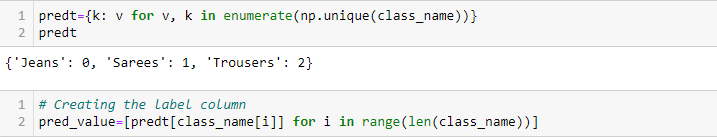 1 predt={k: v for v, k in enumerate(np.unique(class_name))}
2 predt
{'Jeans': 0, 'Sarees': 1, 'Trousers': 2}
1 # Creating the label column
2 pred_value=[predt[class_name[i]] for i in range(len(class_name))]